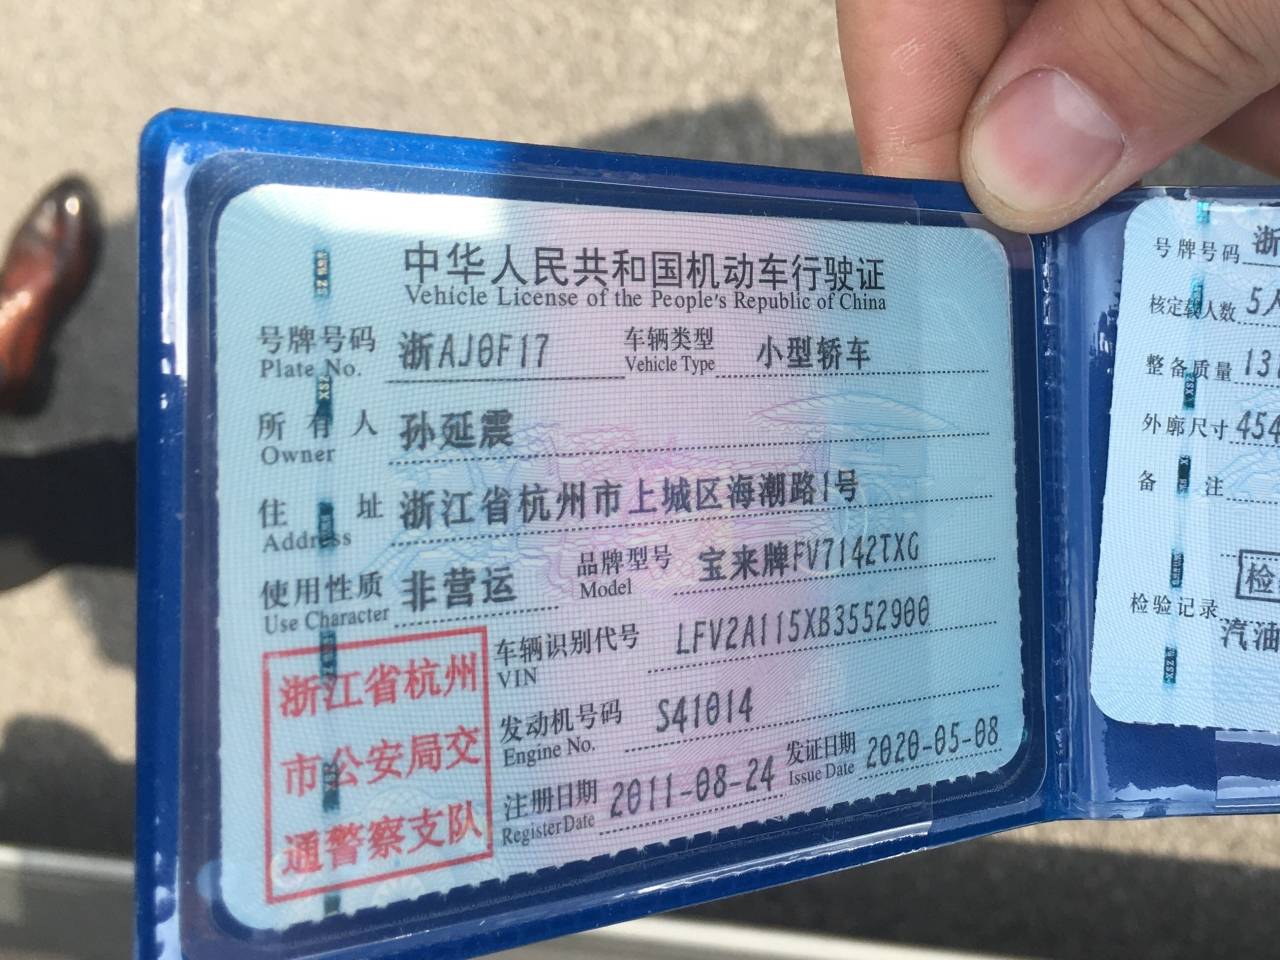 中华人民共和国机动车行驶证
Vehicle License of the People's Republic of China
号牌号码 浙AJ0F17 车辆类型 小型轿车
Plate No. Vehicle Type
所有人 孙延震
Owner
住址 浙江省杭州市上城区海潮路1号
Address
使用性质 非营运 品牌型号 宝来牌FV7142TXG
Use Character Model
车辆识别代号 LFV2A115XB3552900
VIN
发动机号码 S41014
Engine No.
注册日期 2011-08-24 发证日期 2020-05-08
Register Date Issue Date
浙江省杭州
市公安局交
通警察支队
号牌号码 浙
核定载人数 5人
整备质量 131
外廓尺寸 454
备注
检
检验记录
汽油